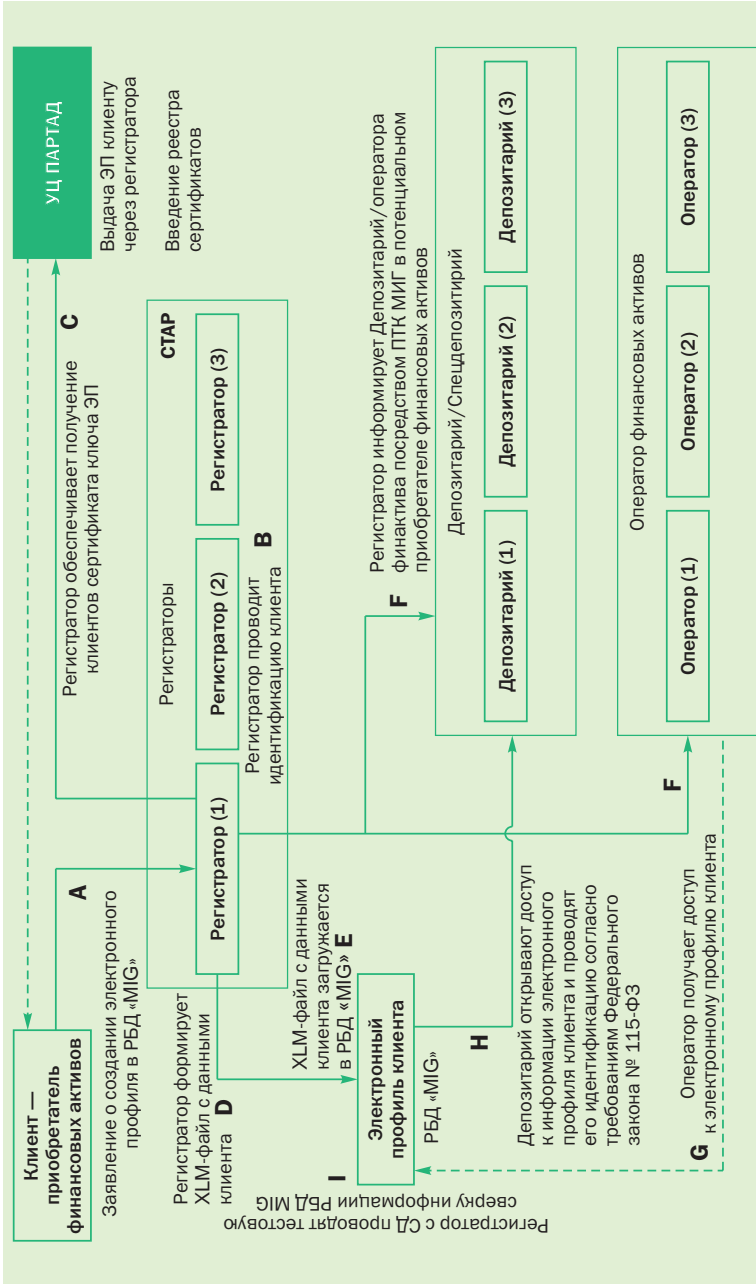 Клиент —
приобретатель
финансовых активов
Заявление о создании электронного
профиля в РБД «MIG»
A
УЦ ПАРТАД
Выдача ЭП клиенту
через регистратора
Введение реестра
сертификатов
C
Регистратор обеспечивает получение
клиентов сертификата ключа ЭП
Регистраторы
СТАР
Регистратор (1)
Регистратор (2)
Регистратор (3)
Регистратор проводит
идентификацию клиента
B
Регистратор формирует
XLM-файл с данными
клиента
D
XLM-файл с данными
клиента загружается
в РБД «MIG» E
I
Электронный
профиль клиента
РБД «MIG»
Регистратор с СД проводят тестовую
сверку информации РБД MIG
F
Регистратор информирует Депозитарий/оператора
финактива посредством ПТК МИГ в потенциальном
приобретателе финансовых активов
H
Депозитарий открывают доступ
к информации электронного
профиля клиента и проводят
его идентификацию согласно
требованиям Федерального
закона № 115-ФЗ
Депозитарий/Спецдепозитирий
Депозитарий (1)
Депозитарий (2)
Депозитарий (3)
F
G
Оператор получает доступ
к электронному профилю клиента
Оператор финансовых активов
Оператор (1)
Оператор (2)
Оператор (3)